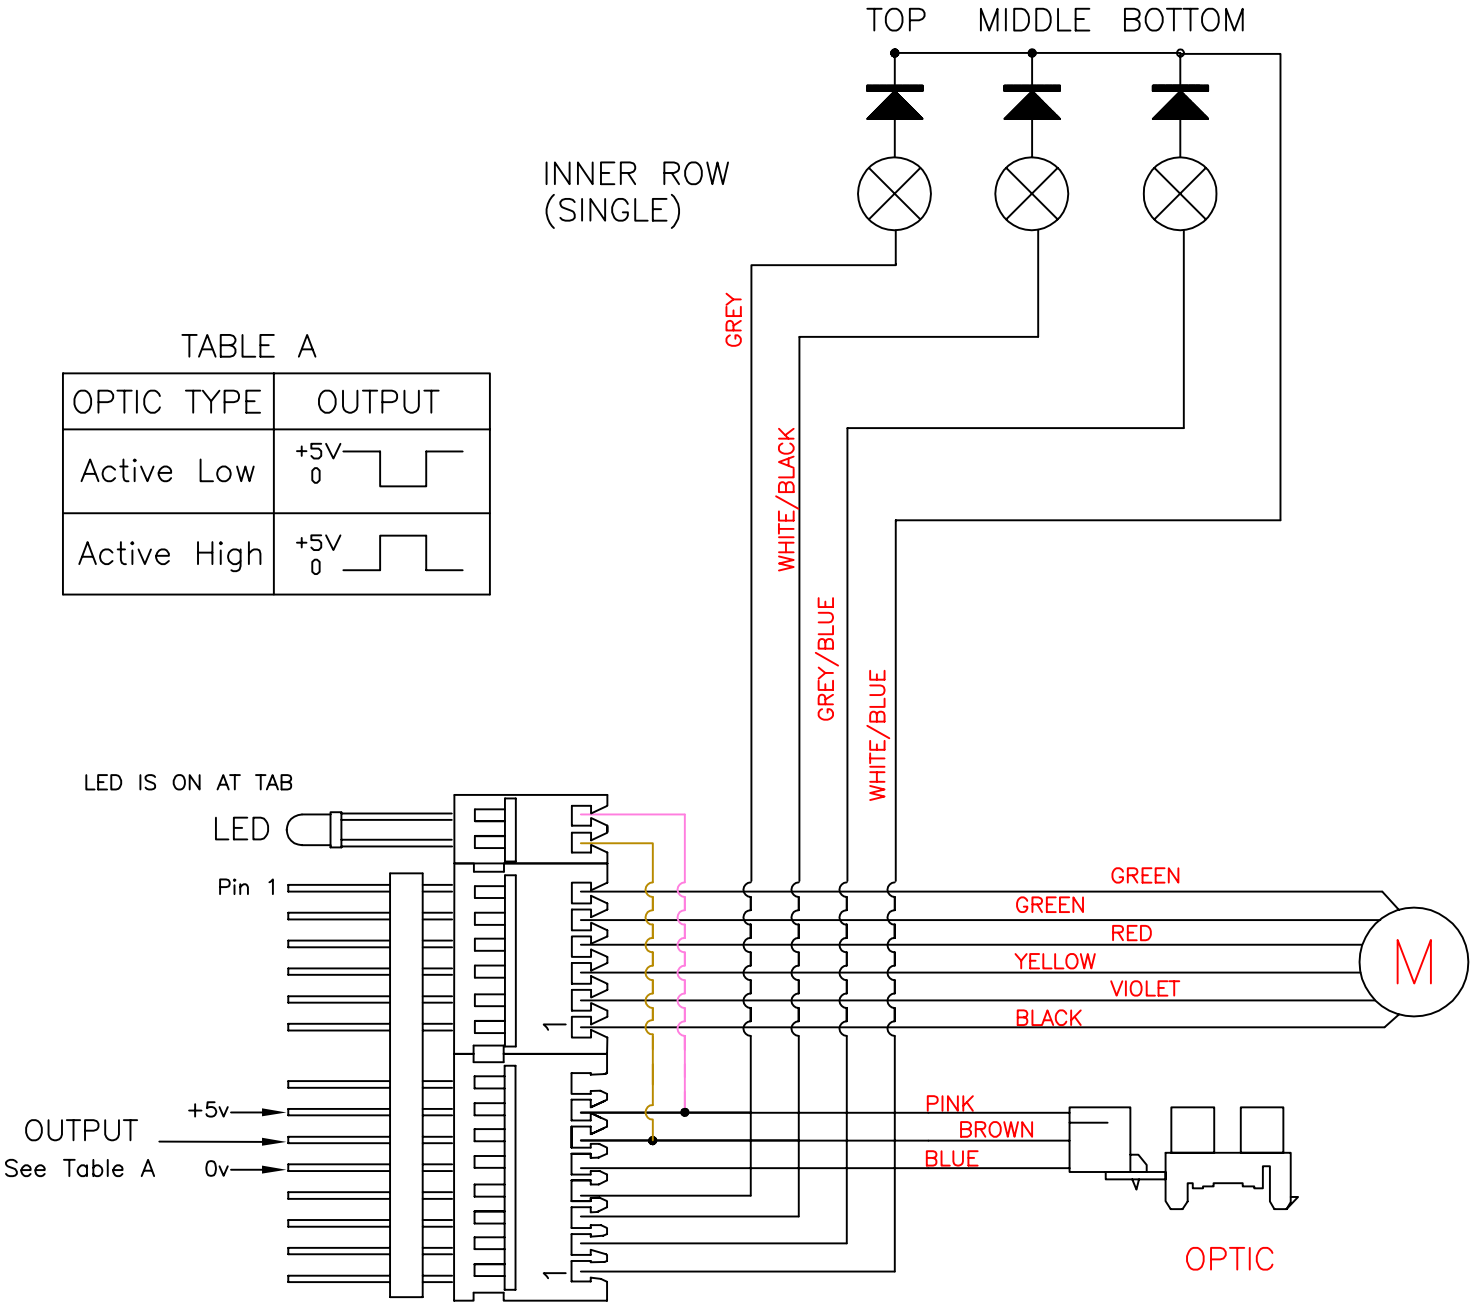 TOP MIDDLE BOTTOM
INNER ROW
(SINGLE)
GREY
TABLE A
OPTIC TYPE OUTPUT
Active Low +5V
0
Active High +5V
0
WHITE/BLACK
GREY/BLUE
WHITE/BLUE
LED IS ON AT TAB
LED
Pin 1
GREEN
GREEN
RED
YELLOW
VIOLET
BLACK
M
1
+5v
OUTPUT
See Table A
0v
PINK
BROWN
BLUE
OPTIC
1